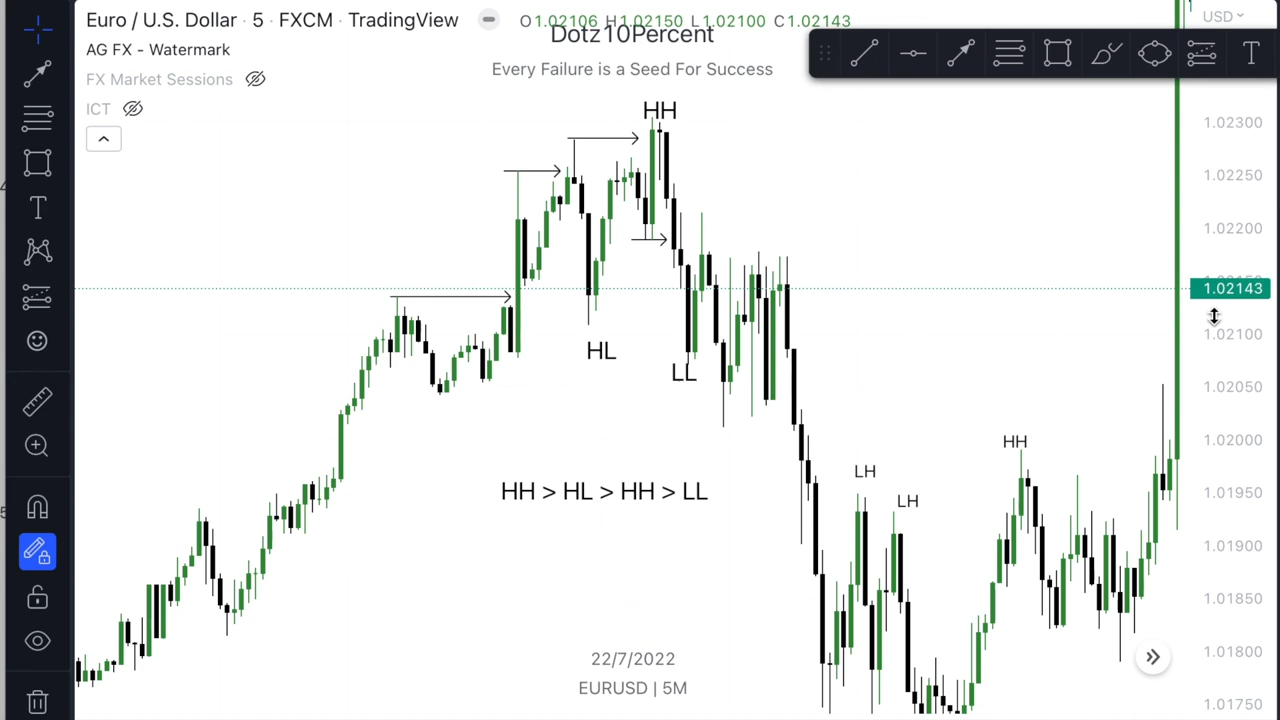 Euro / U.S. Dollar · 5 · FXCM · TradingView
O1.02106 H1.02150 L1.02100 C1.02143
USD
AG FX - Watermark
Dotz10Percent
FX Market Sessions
Every Failure is a Seed For Success
ICT
T
T
HH
1.02300
1.02250
1.02200
1.02143
1.02100
HL
LL
1.02050
1.02000
HH
LH
HH > HL > HH > LL
LH
1.01950
1.01900
1.01850
1.01800
22/7/2022
EURUSD | 5M
1.01750